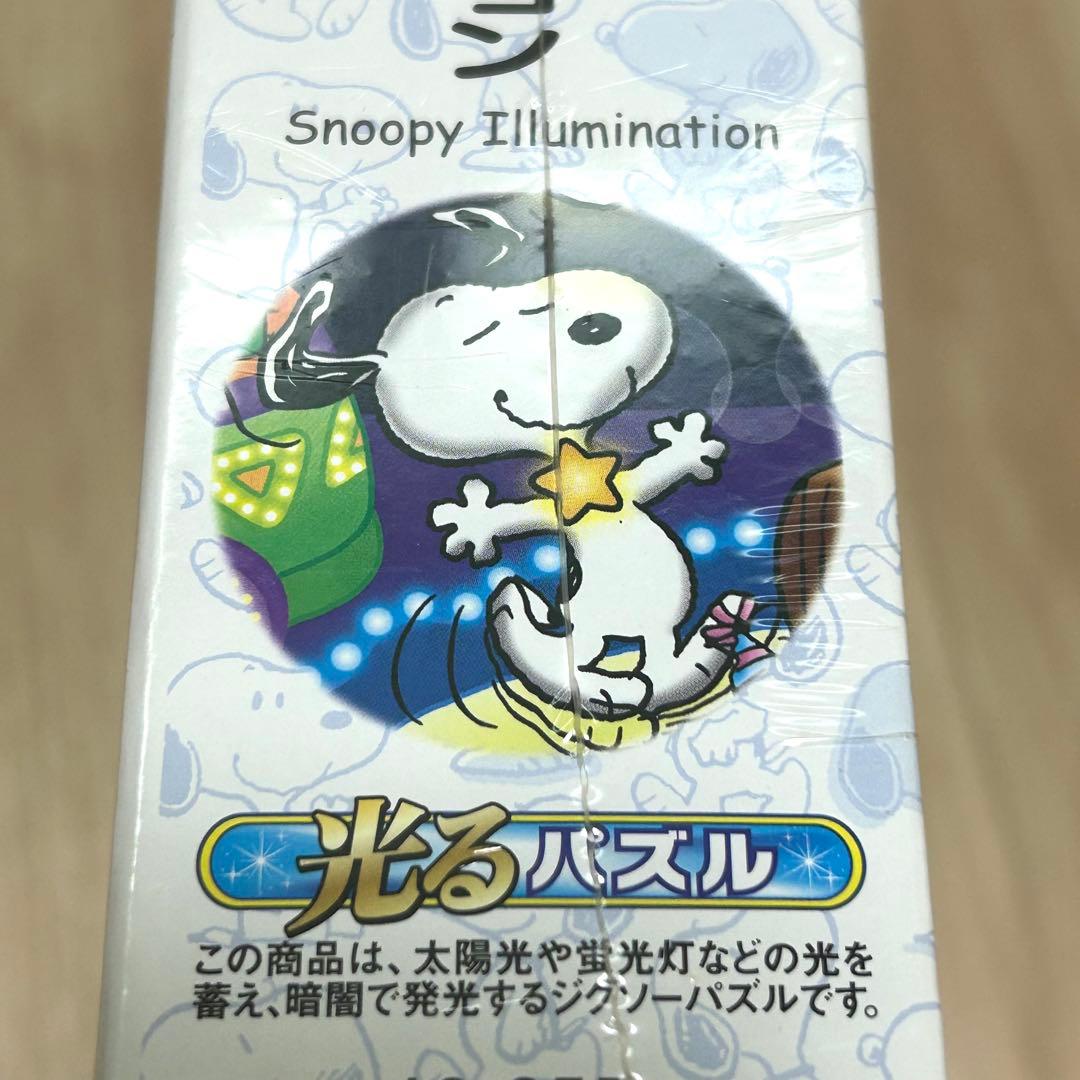 ョン
Snoopy Illumination
光るパズル
この商品は、太陽光や蛍光灯などの光を
蓄え、暗闇で発光するジグソーパズルです。